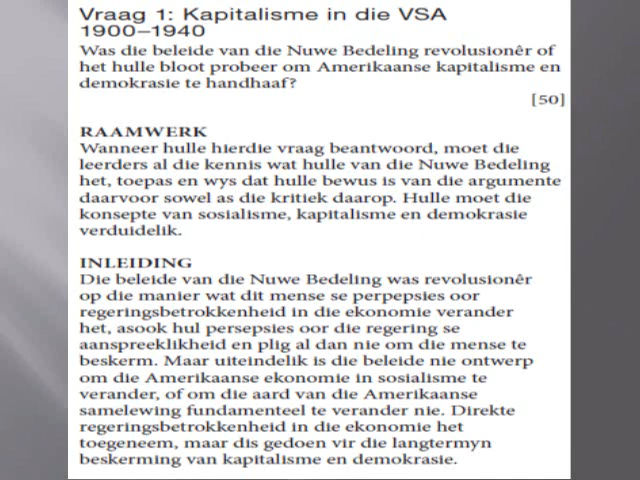 Vraag 1: Kapitalisme in die VSA
1900–1940
Was die beleide van die Nuwe Bedeling revolusionêr of
het hulle bloot probeer om Amerikaanse kapitalisme en
demokrasie te handhaaf?
[50]
RAAMWERK
Wanneer hulle hierdie vraag beantwoord, moet die
leerders al die kennis wat hulle van die Nuwe Bedeling
het, toepas en wys dat hulle bewus is van die argumente
daarvoor sowel as die kritiek daarop. Hulle moet die
konsepte van sosialisme, kapitalisme en demokrasie
verduidelik.
INLEIDING
Die beleide van die Nuwe Bedeling was revolusionêr
op die manier wat dit mense se perpepsies oor
regeringsbetrokkenheid in die ekonomie verander
het, asook hul persepsies oor die regering se
aanspreeklikheid en plig al dan nie om die mense te
beskerm. Maar uiteindelik is die beleide nie ontwerp
om die Amerikaanse ekonomie in sosialisme te
verander, of om die aard van die Amerikaanse
samelewing fundamenteel te verander nie. Direkte
regeringsbetrokkenheid in die ekonomie het
toegeneem, maar dis gedoen vir die langtermyn
beskerming van kapitalisme en demokrasie.